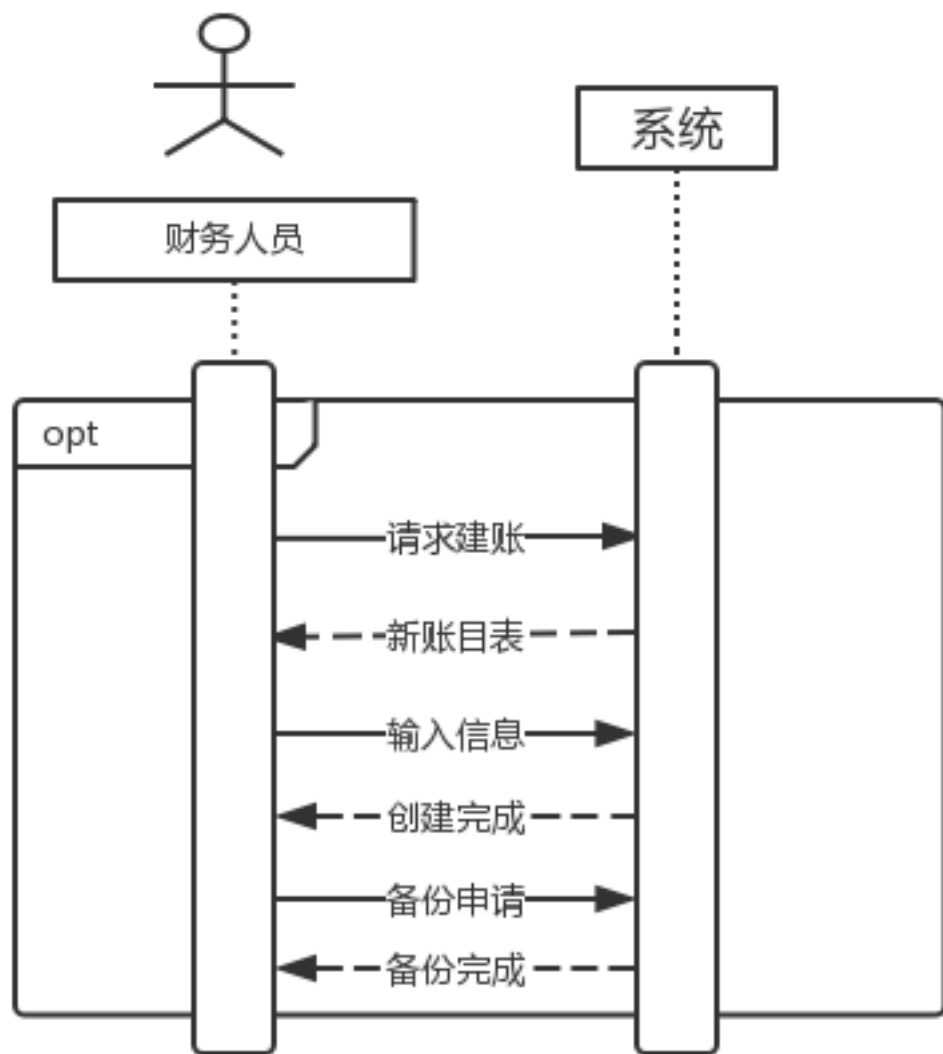 系统
财务人员
opt
请求建账
新账目表
输入信息
创建完成
备份申请
备份完成